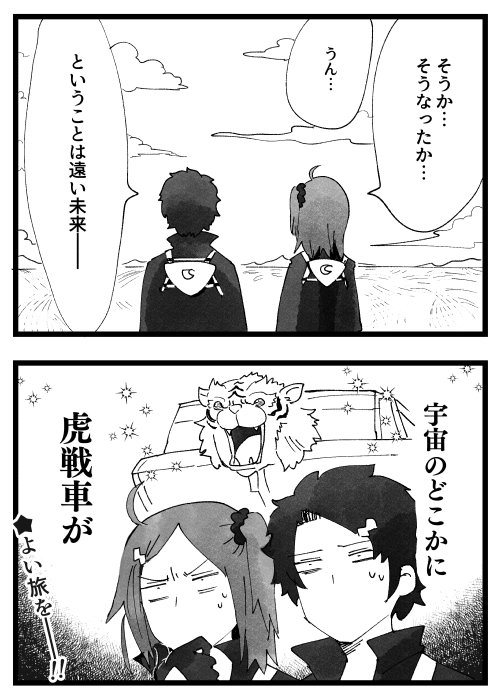 そうか…
そうなったか…
うん…
ということは遠い未来──
宇宙のどこかに
虎戦車が
★よい旅を──!!